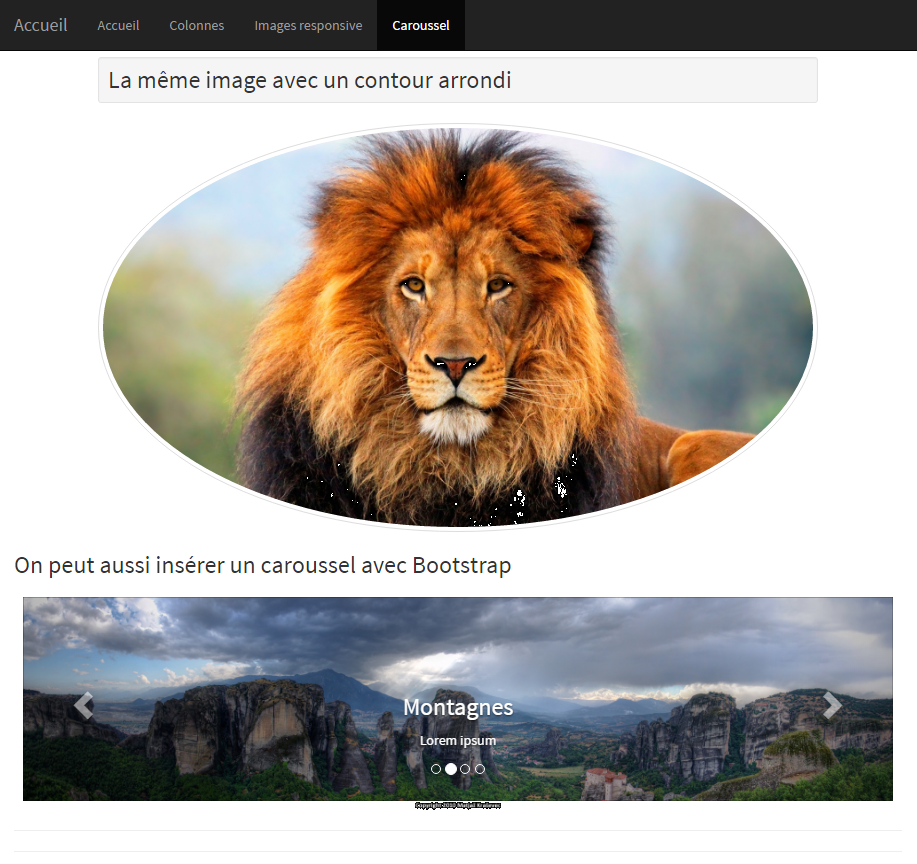 Accueil Accueil Colonnes Images responsive Caroussel
La même image avec un contour arrondi
On peut aussi insérer un caroussel avec Bootstrap
Montagnes
Lorem ipsum